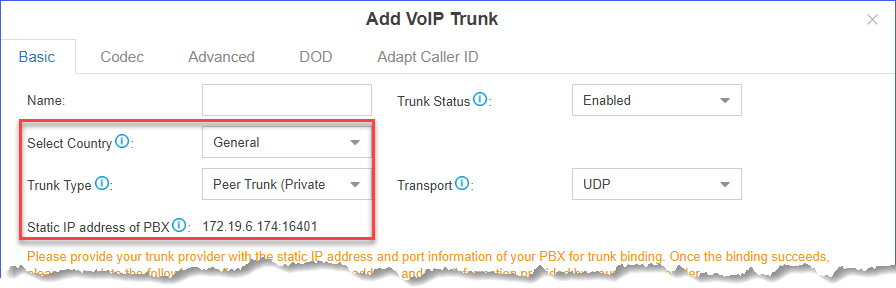 Add VoIP Trunk
Basic Codec Advanced DOD Adapt Caller ID
Name: Trunk Status : Enabled
Select Country : General
Trunk Type : Peer Trunk (Private Transport : UDP
Static IP address of PBX : 172.19.6.174:16401
Please provide your trunk provider with the static IP address and port information of your PBX for trunk binding. Once the binding succeeds,